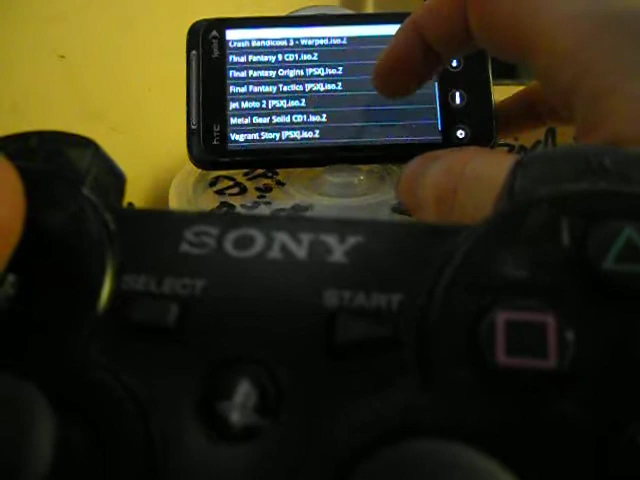 Sprint
Crash Bandicoot 3 - Warped.iso.Z
Final Fantasy 9 CD1.iso.Z
Final Fantasy Origins [PSX].iso.Z
Final Fantasy Tactics [PSX].iso.Z
Jet Moto 2 [PSX].iso.Z
Metal Gear Solid CD1.iso.Z
Vagrant Story [PSX].iso.Z
hTC
SONY
SELECT
START